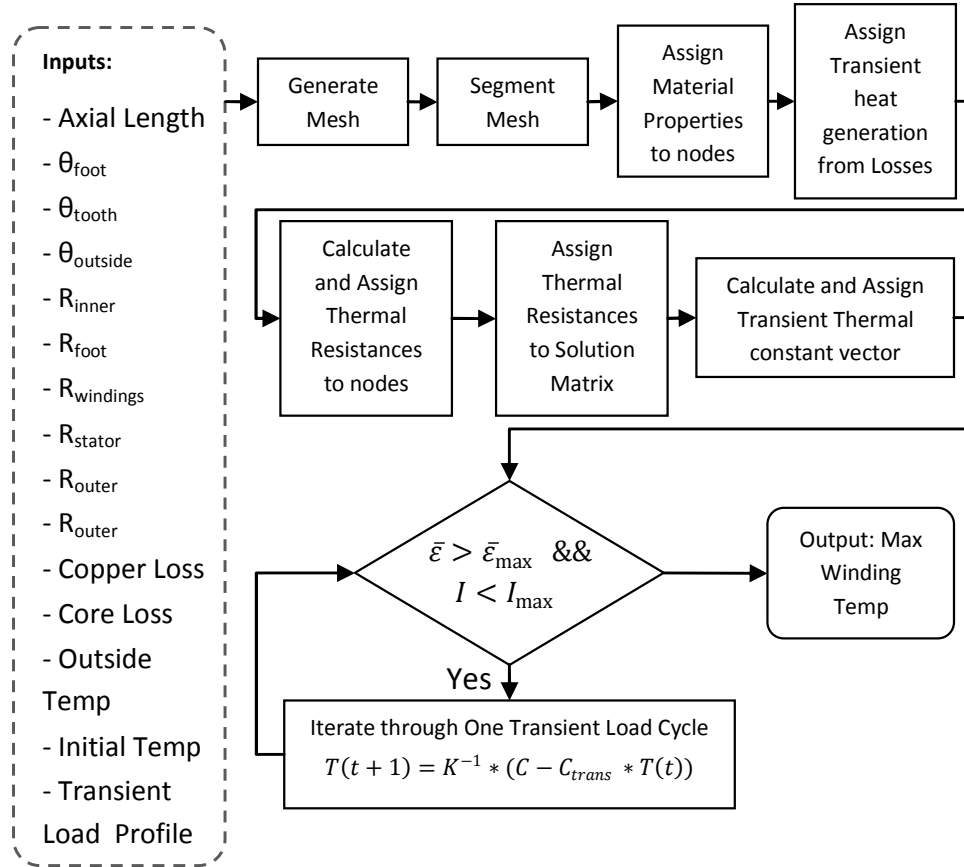 Inputs:
- Axial Length
- θfoot
- θtooth
- θoutside
- Rinner
- Rfoot
- Rwindings
- Rstator
- Router
- Router
- Copper Loss
- Core Loss
- Outside
Temp
- Initial Temp
- Transient
Load Profile
Generate
Mesh
Segment
Mesh
Assign
Material
Properties
to nodes
Assign
Transient
heat
generation
from Losses
Calculate
and Assign
Thermal
Resistances
to nodes
Assign
Thermal
Resistances
to Solution
Matrix
Calculate and Assign
Transient Thermal
constant vector
ε̄ > ε̄max &&
I < Imax
Output: Max
Winding
Temp
Yes
Iterate through One Transient Load Cycle
T(t + 1) = K⁻¹ ∗ (C − Ctrans ∗ T(t))